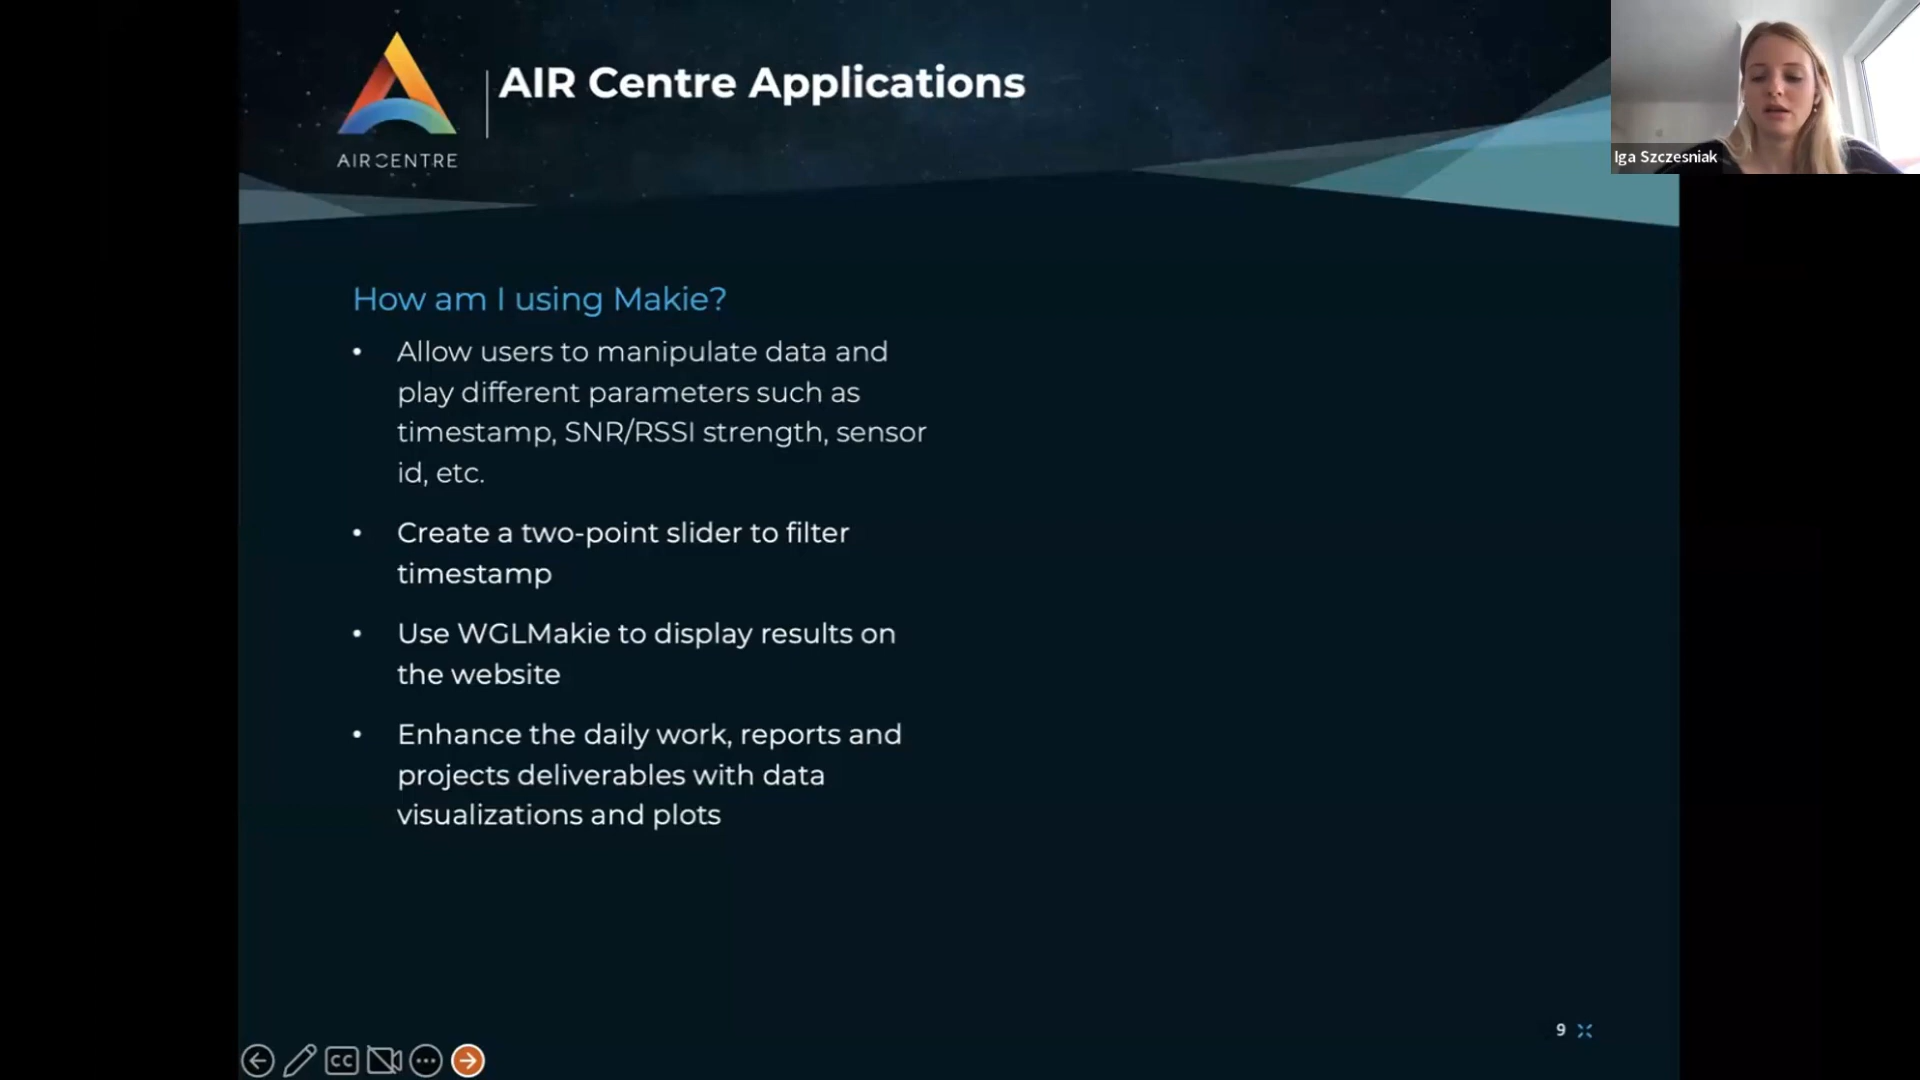 AIR Centre Applications
AIRCENTRE
Iga Szczesniak
How am I using Makie?
• Allow users to manipulate data and
play different parameters such as
timestamp, SNR/RSSI strength, sensor
id, etc.
• Create a two-point slider to filter
timestamp
• Use WGLMakie to display results on
the website
• Enhance the daily work, reports and
projects deliverables with data
visualizations and plots
9
CC